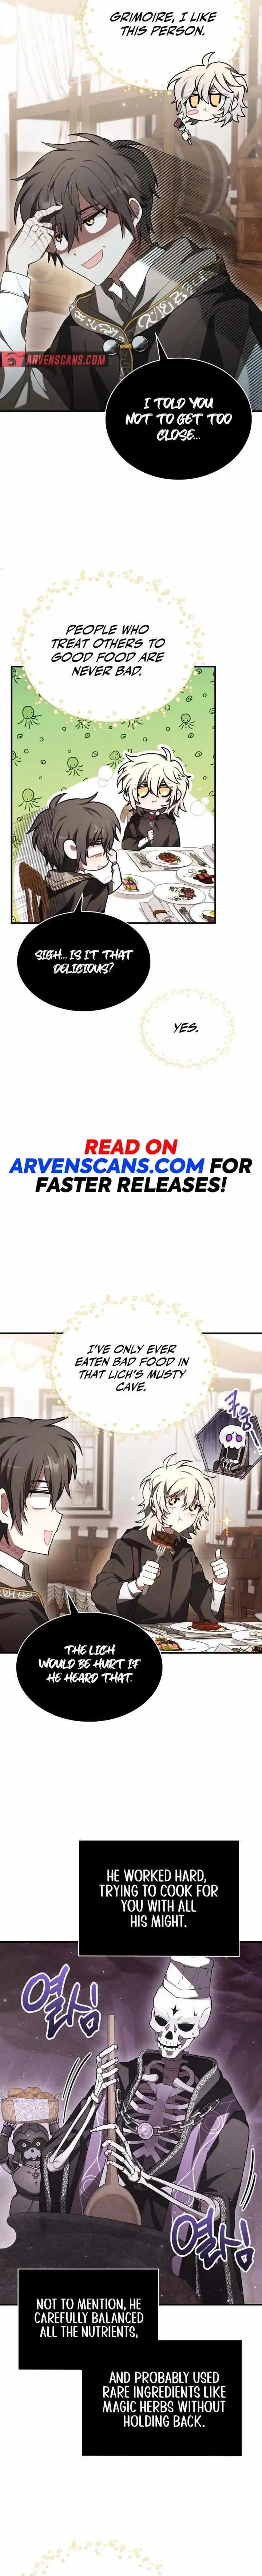 GRIMOIRE, I LIKE
THIS PERSON.
ARVENSCANS.COM
I TOLD YOU
NOT TO GET TOO
CLOSE...
PEOPLE WHO
TREAT OTHERS TO
GOOD FOOD ARE
NEVER BAD.
SIGH... IS IT THAT
DELICIOUS?
YES.
READ ON
ARVENSCANS.COM FOR
FASTER RELEASES!
I'VE ONLY EVER
EATEN BAD FOOD IN
THAT LICH'S MUSTY
CAVE.
THE LICH
WOULD BE HURT IF
HE HEARD THAT.
HE WORKED HARD,
TRYING TO COOK FOR
YOU WITH ALL
HIS MIGHT.
열심
열심
NOT TO MENTION, HE
CAREFULLY BALANCED
ALL THE NUTRIENTS,
AND PROBABLY USED
RARE INGREDIENTS LIKE
MAGIC HERBS WITHOUT
HOLDING BACK.